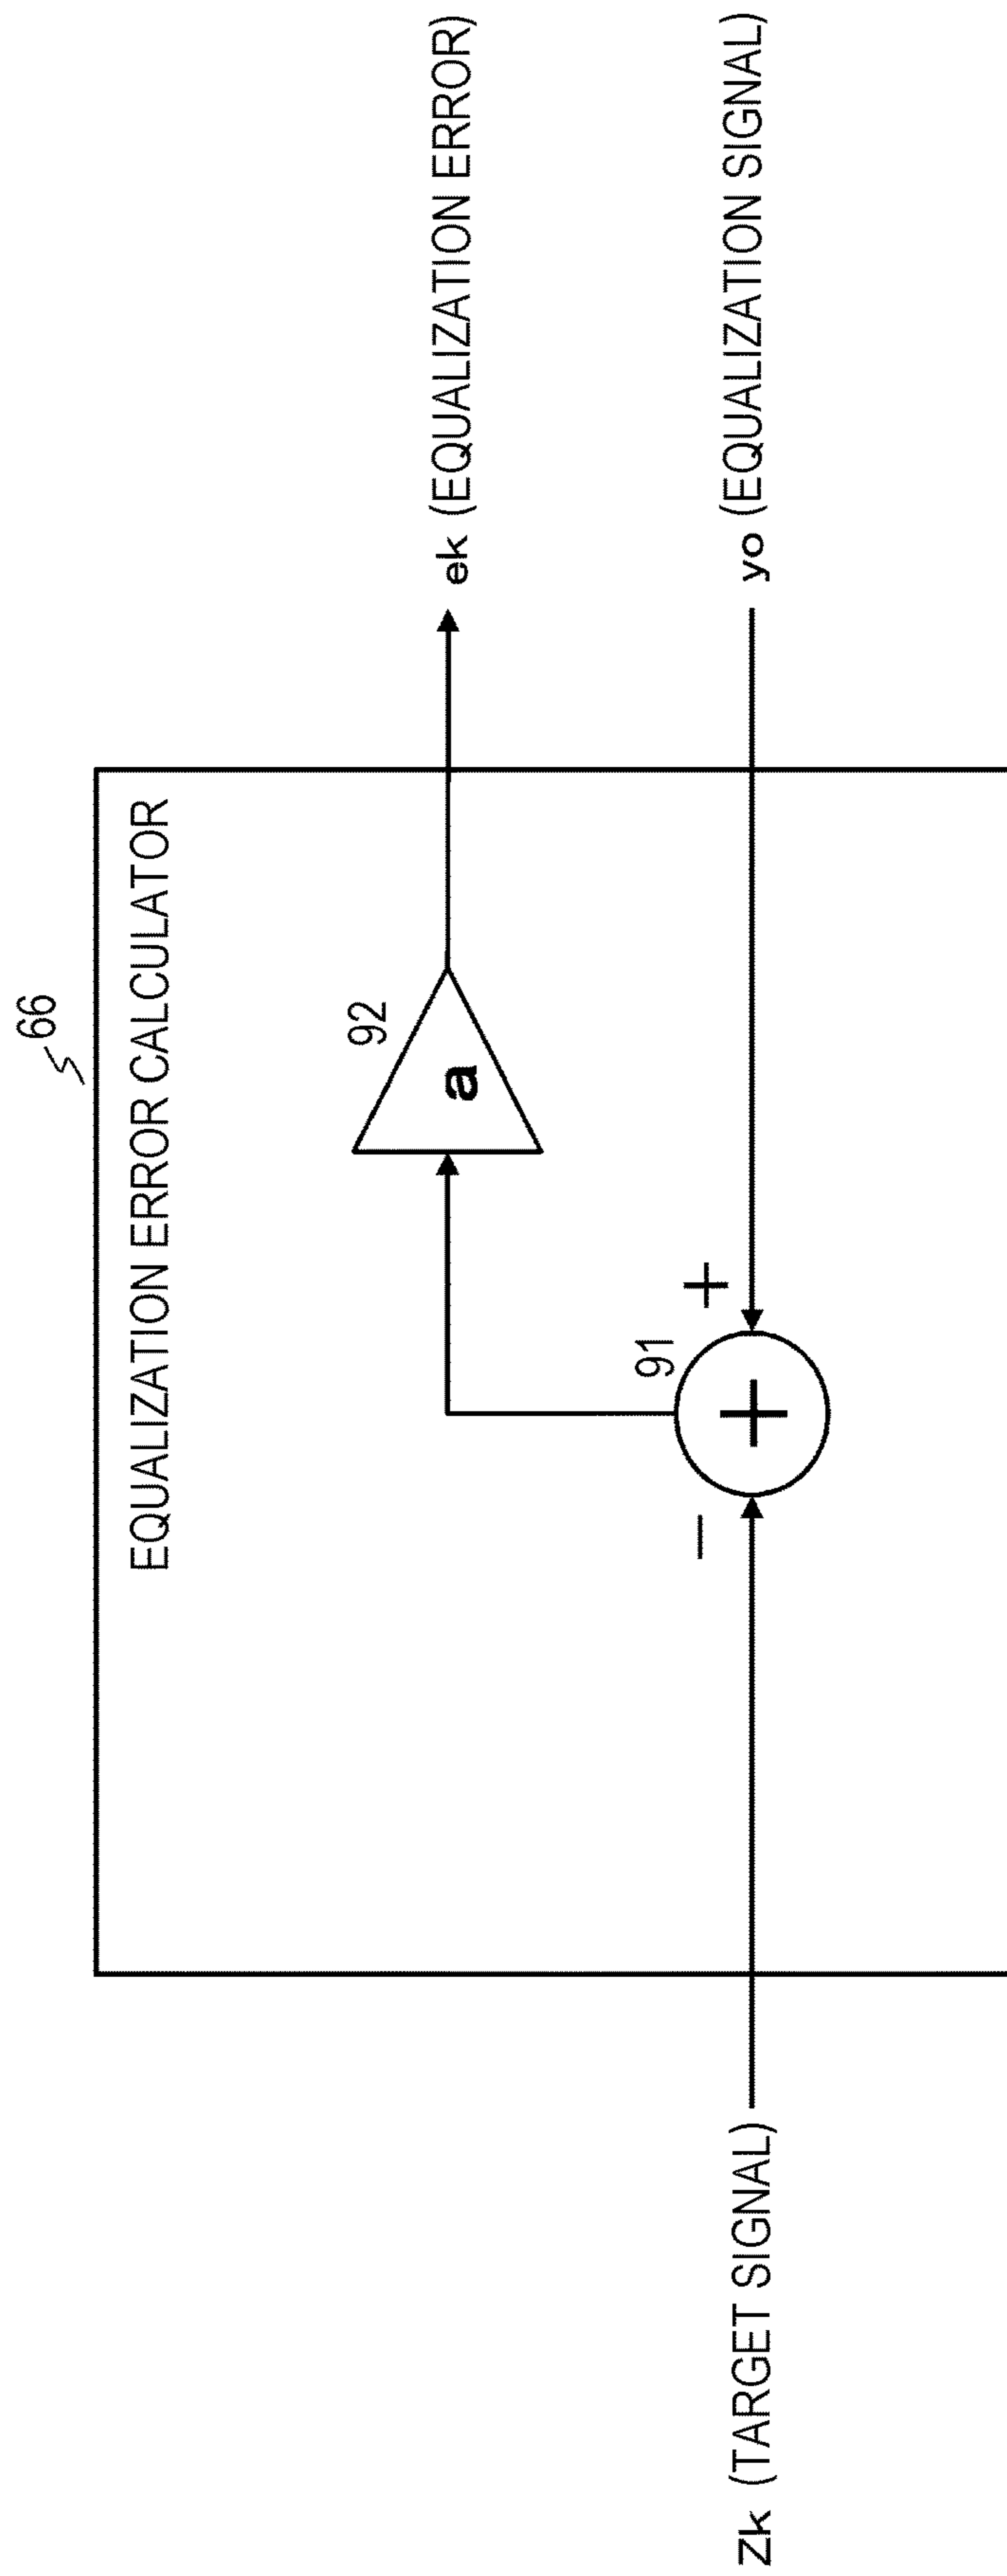 66
EQUALIZATION ERROR CALCULATOR
92
a
ek (EQUALIZATION ERROR)
91
+
−
+
Zk (TARGET SIGNAL)
yo (EQUALIZATION SIGNAL)